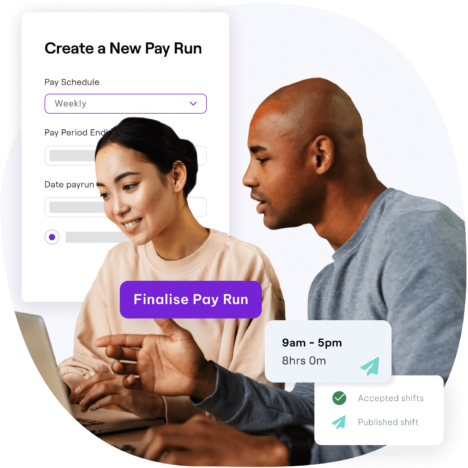 Create a New Pay Run
Pay Schedule
Weekly
Pay Period Endi
Date payrun
Finalise Pay Run
9am - 5pm
8hrs 0m
Accepted shifts
Published shift